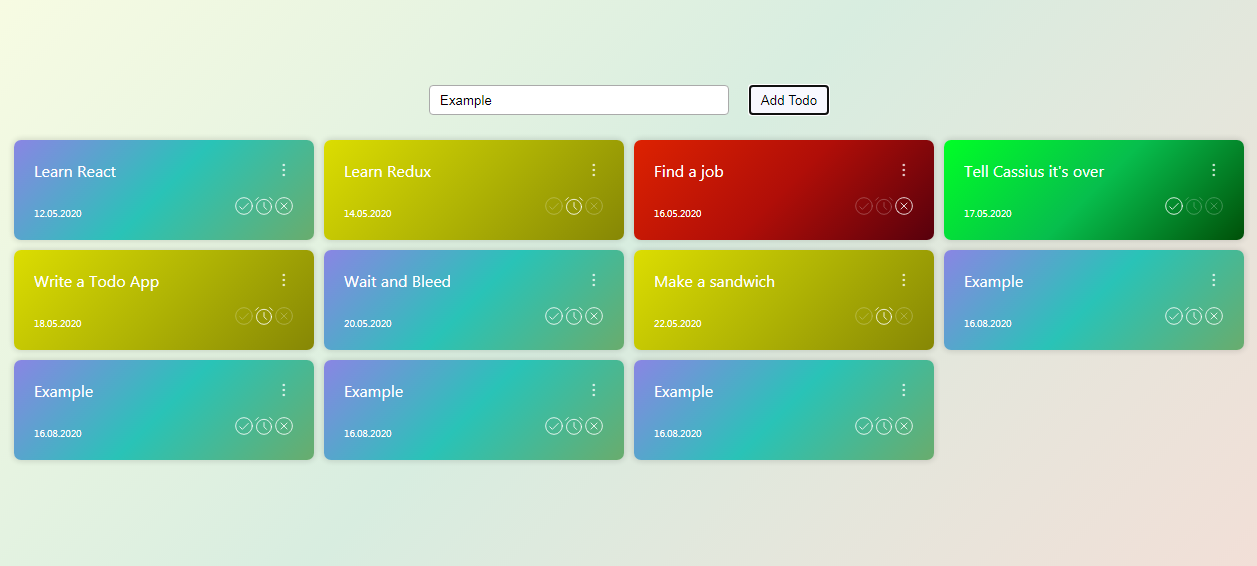 Example
Add Todo
Learn React
12.05.2020
Learn Redux
14.05.2020
Find a job
16.05.2020
Tell Cassius it's over
17.05.2020
Write a Todo App
18.05.2020
Wait and Bleed
20.05.2020
Make a sandwich
22.05.2020
Example
16.08.2020
Example
16.08.2020
Example
16.08.2020
Example
16.08.2020